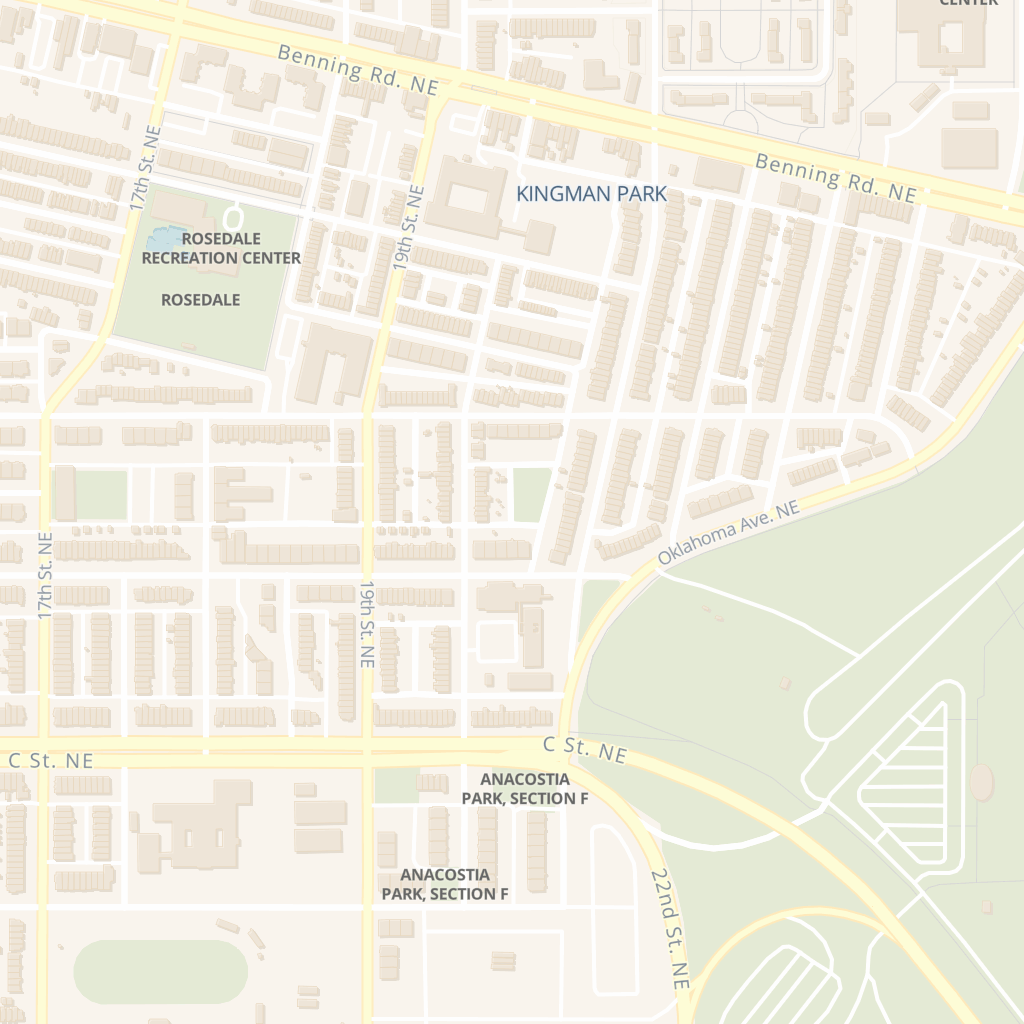 CENTER
Benning Rd. NE
Benning Rd. NE
17th St. NE
19th St. NE
KINGMAN PARK
ROSEDALE
RECREATION CENTER
ROSEDALE
Oklahoma Ave. NE
17th St. NE
19th St. NE
C St. NE
C St. NE
ANACOSTIA
PARK, SECTION F
ANACOSTIA
PARK, SECTION F
22nd St. NE